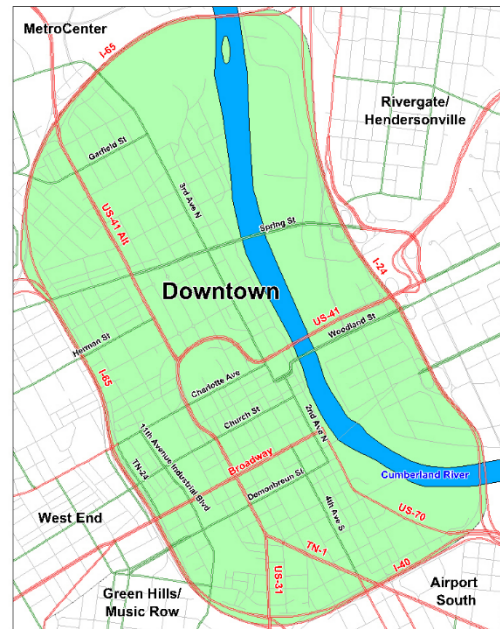 MetroCenter
I-65
Rivergate/
Hendersonville
Garfield St
3rd Ave N
US-41 Alt
Spring St
I-24
Downtown
US-41
Woodland St
Herman St
I-65
Charlotte Ave
Church St
2nd Ave N
11th Avenue Industrial Blvd
Broadway
TN-24
Cumberland River
Demonbreun St
4th Ave S
US-70
West End
TN-1
US-31
I-40
Green Hills/
Music Row
Airport
South